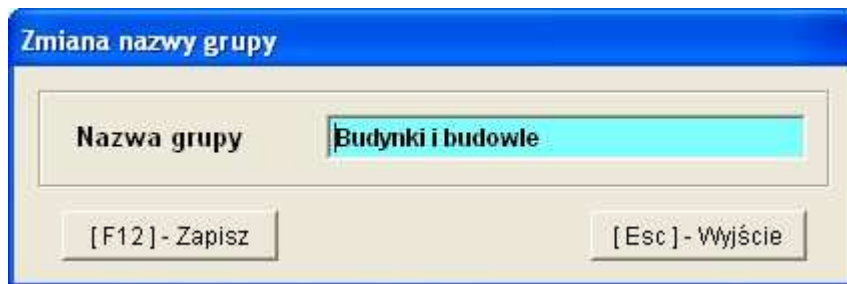 Zmiana nazwy grupy
Nazwa grupy Budynki i budowle
[F12] - Zapisz [Esc] - Wyjście